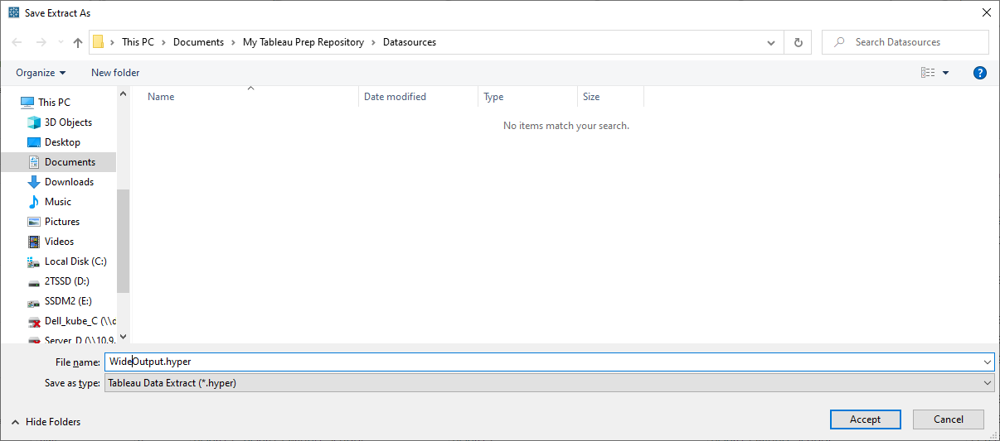 Save Extract As
This PC > Documents > My Tableau Prep Repository > Datasources
Search Datasources
Organize
New folder
Name
Date modified
Type
Size
No items match your search.
This PC
3D Objects
Desktop
Documents
Downloads
Music
Pictures
Videos
Local Disk (C:)
2TSSD (D:)
SSDM2 (E:)
Dell_kube_C (\\
Server_D (\\10.9.
File name: WideOutput.hyper
Save as type: Tableau Data Extract (*.hyper)
Hide Folders
Accept
Cancel